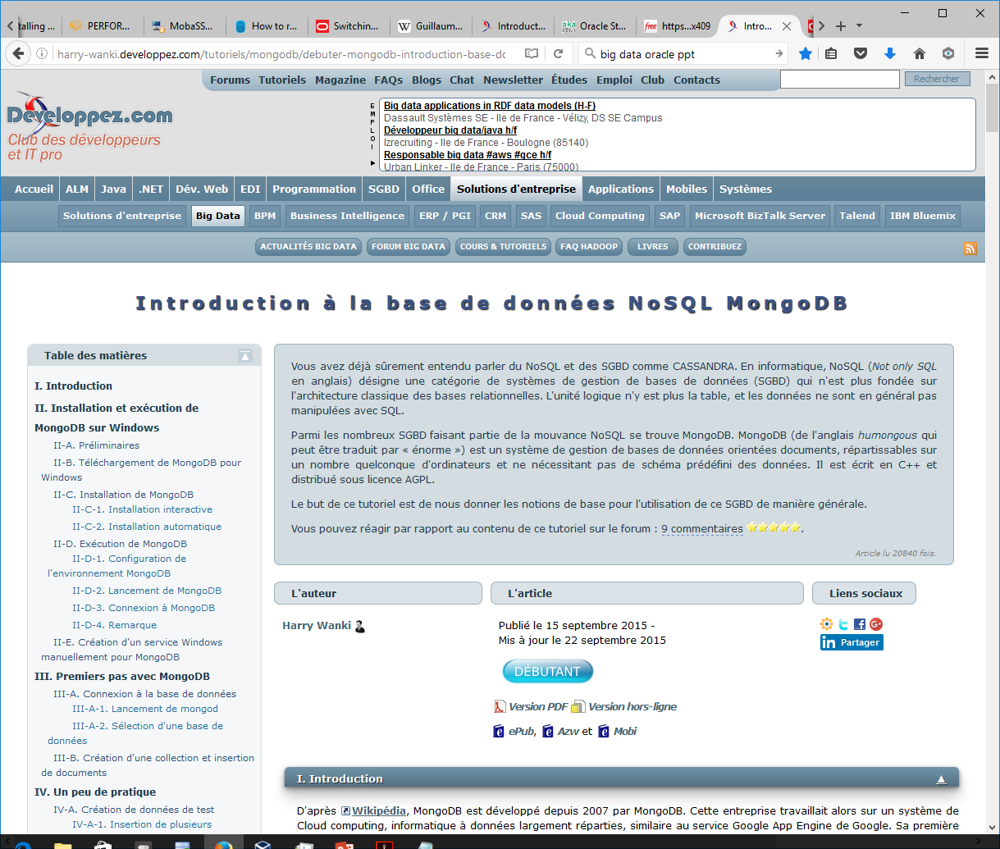 talling ...
PERFOR...
MobaSS...
How to r...
Switchin...
Guillaum...
Introduct...
Oracle St...
https...x409
Intro...
harry-wanki.developpez.com/tutoriels/mongodb/debuter-mongodb-introduction-base-do
big data oracle ppt
Forums Tutoriels Magazine FAQs Blogs Chat Newsletter Études Emploi Club Contacts
Rechercher
Developpez.com
Club des développeurs
et IT pro
EMPLOI
Big data applications in RDF data models (H-F)
Dassault Systèmes SE - Ile de France - Vélizy, DS SE Campus
Développeur big data/java h/f
Izrecruiting - Ile de France - Boulogne (85140)
Responsable big data #aws #gce h/f
Urban Linker - Ile de France - Paris (75000)
Accueil ALM Java .NET Dév. Web EDI Programmation SGBD Office Solutions d'entreprise Applications Mobiles Systèmes
Solutions d'entreprise Big Data BPM Business Intelligence ERP / PGI CRM SAS Cloud Computing SAP Microsoft BizTalk Server Talend IBM Bluemix
ACTUALITÉS BIG DATA FORUM BIG DATA COURS & TUTORIELS FAQ HADOOP LIVRES CONTRIBUEZ
Introduction à la base de données NoSQL MongoDB
Table des matières
I. Introduction
II. Installation et exécution de
MongoDB sur Windows
II-A. Préliminaires
II-B. Téléchargement de MongoDB pour
Windows
II-C. Installation de MongoDB
II-C-1. Installation interactive
II-C-2. Installation automatique
II-D. Exécution de MongoDB
II-D-1. Configuration de
l'environnement MongoDB
II-D-2. Lancement de MongoDB
II-D-3. Connexion à MongoDB
II-D-4. Remarque
II-E. Création d'un service Windows
manuellement pour MongoDB
III. Premiers pas avec MongoDB
III-A. Connexion à la base de données
III-A-1. Lancement de mongod
III-A-2. Sélection d'une base de
données
III-B. Création d'une collection et insertion
de documents
IV. Un peu de pratique
IV-A. Création de données de test
IV-A-1. Insertion de plusieurs
Vous avez déjà sûrement entendu parler du NoSQL et des SGBD comme CASSANDRA. En informatique, NoSQL (Not only SQL
en anglais) désigne une catégorie de systèmes de gestion de bases de données (SGBD) qui n'est plus fondée sur
l'architecture classique des bases relationnelles. L'unité logique n'y est plus la table, et les données ne sont en général pas
manipulées avec SQL.
Parmi les nombreux SGBD faisant partie de la mouvance NoSQL se trouve MongoDB. MongoDB (de l'anglais humongous qui
peut être traduit par « énorme ») est un système de gestion de bases de données orientées documents, répartissables sur
un nombre quelconque d'ordinateurs et ne nécessitant pas de schéma prédéfini des données. Il est écrit en C++ et
distribué sous licence AGPL.
Le but de ce tutoriel est de nous donner les notions de base pour l'utilisation de ce SGBD de manière générale.
Vous pouvez réagir par rapport au contenu de ce tutoriel sur le forum : 9 commentaires .
Article lu 20840 fois.
L'auteur
Harry Wanki
L'article
Publié le 15 septembre 2015 -
Mis à jour le 22 septembre 2015
DÉBUTANT
Version PDF Version hors-ligne
ePub, Azw et Mobi
Liens sociaux
in Partager
I. Introduction
D'après Wikipédia, MongoDB est développé depuis 2007 par MongoDB. Cette entreprise travaillait alors sur un système de
Cloud computing, informatique à données largement réparties, similaire au service Google App Engine de Google. Sa première